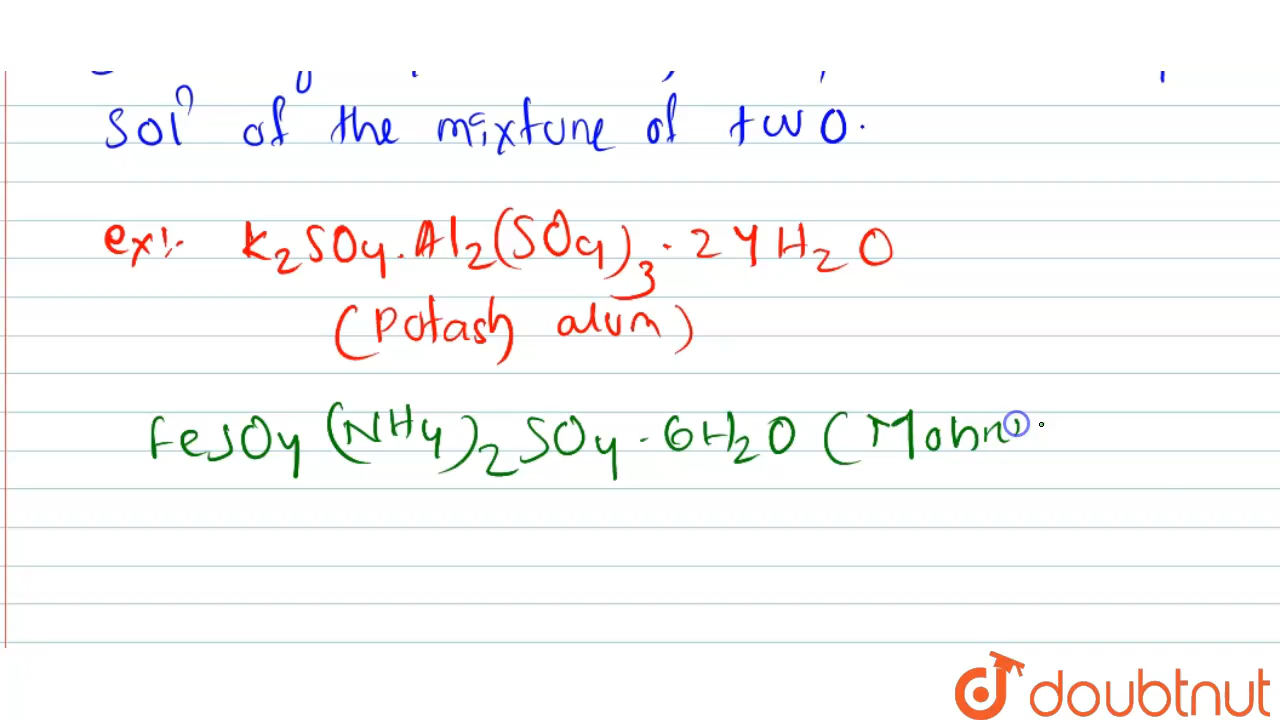 solⁿ of the mixture of two.
ex:- K₂SO₄.Al₂(SO₄)₃.24H₂O
(Potash alum)
FeSO₄(NH₄)₂SO₄.6H₂O (Mohr
doubtnut